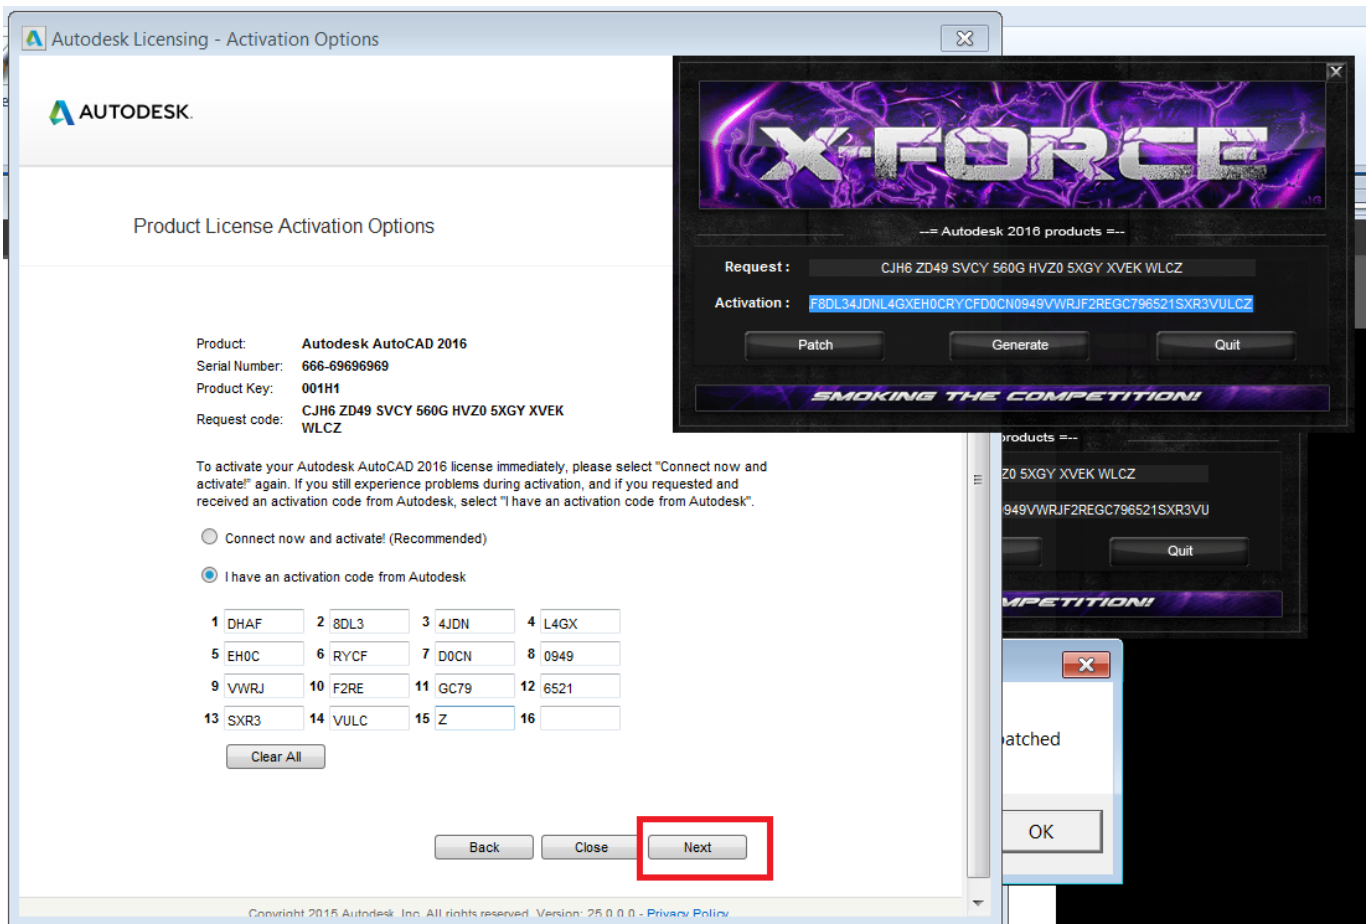 Autodesk Licensing - Activation Options
AUTODESK.
Product License Activation Options
Product: Autodesk AutoCAD 2016
Serial Number: 666-69696969
Product Key: 001H1
Request code: CJH6 ZD49 SVCY 560G HVZ0 5XGY XVEK
WLCZ
To activate your Autodesk AutoCAD 2016 license immediately, please select "Connect now and
activate!" again. If you still experience problems during activation, and if you requested and
received an activation code from Autodesk, select "I have an activation code from Autodesk".
Connect now and activate! (Recommended)
I have an activation code from Autodesk
1 DHAF 2 8DL3 3 4JDN 4 L4GX
5 EH0C 6 RYCF 7 D0CN 8 0949
9 VWRJ 10 F2RE 11 GC79 12 6521
13 SXR3 14 VULC 15 Z 16
Clear All
Back Close Next
Copyright 2015 Autodesk, Inc. All rights reserved. Version: 25.0.0.0 - Privacy Policy
X-FORCE
--= Autodesk 2016 products =--
Request : CJH6 ZD49 SVCY 560G HVZ0 5XGY XVEK WLCZ
Activation : F8DL34JDNL4GXEH0CRYCFD0CN0949VWRJF2REGC796521SXR3VULCZ
Patch Generate Quit
SMOKING THE COMPETITION!
products =--
Z0 5XGY XVEK WLCZ
949VWRJF2REGC796521SXR3VU
Quit
MPETITION!
patched
OK